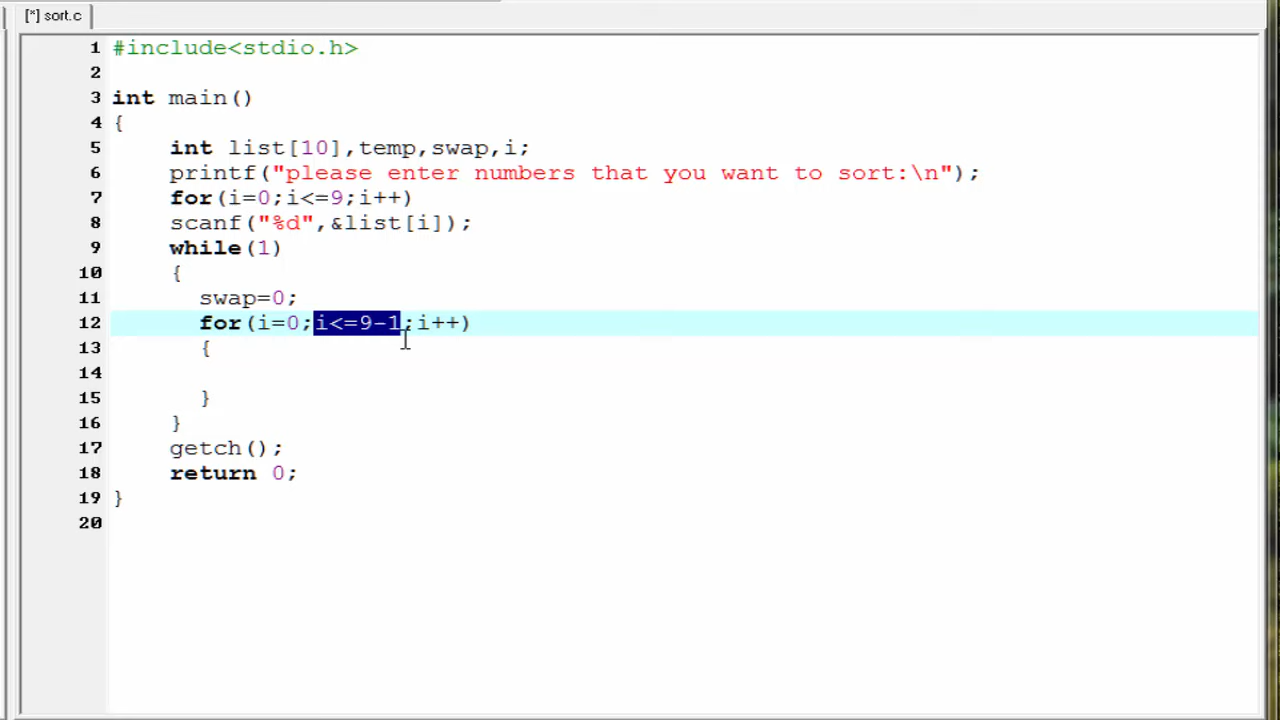 [*] sort.c
1 #include<stdio.h>
2
3 int main()
4 {
5 int list[10],temp,swap,i;
6 printf("please enter numbers that you want to sort:\n");
7 for(i=0;i<=9;i++)
8 scanf("%d",&list[i]);
9 while(1)
10 {
11 swap=0;
12 for(i=0;i<=9-1;i++)
13 {
14
15 }
16 }
17 getch();
18 return 0;
19 }
20